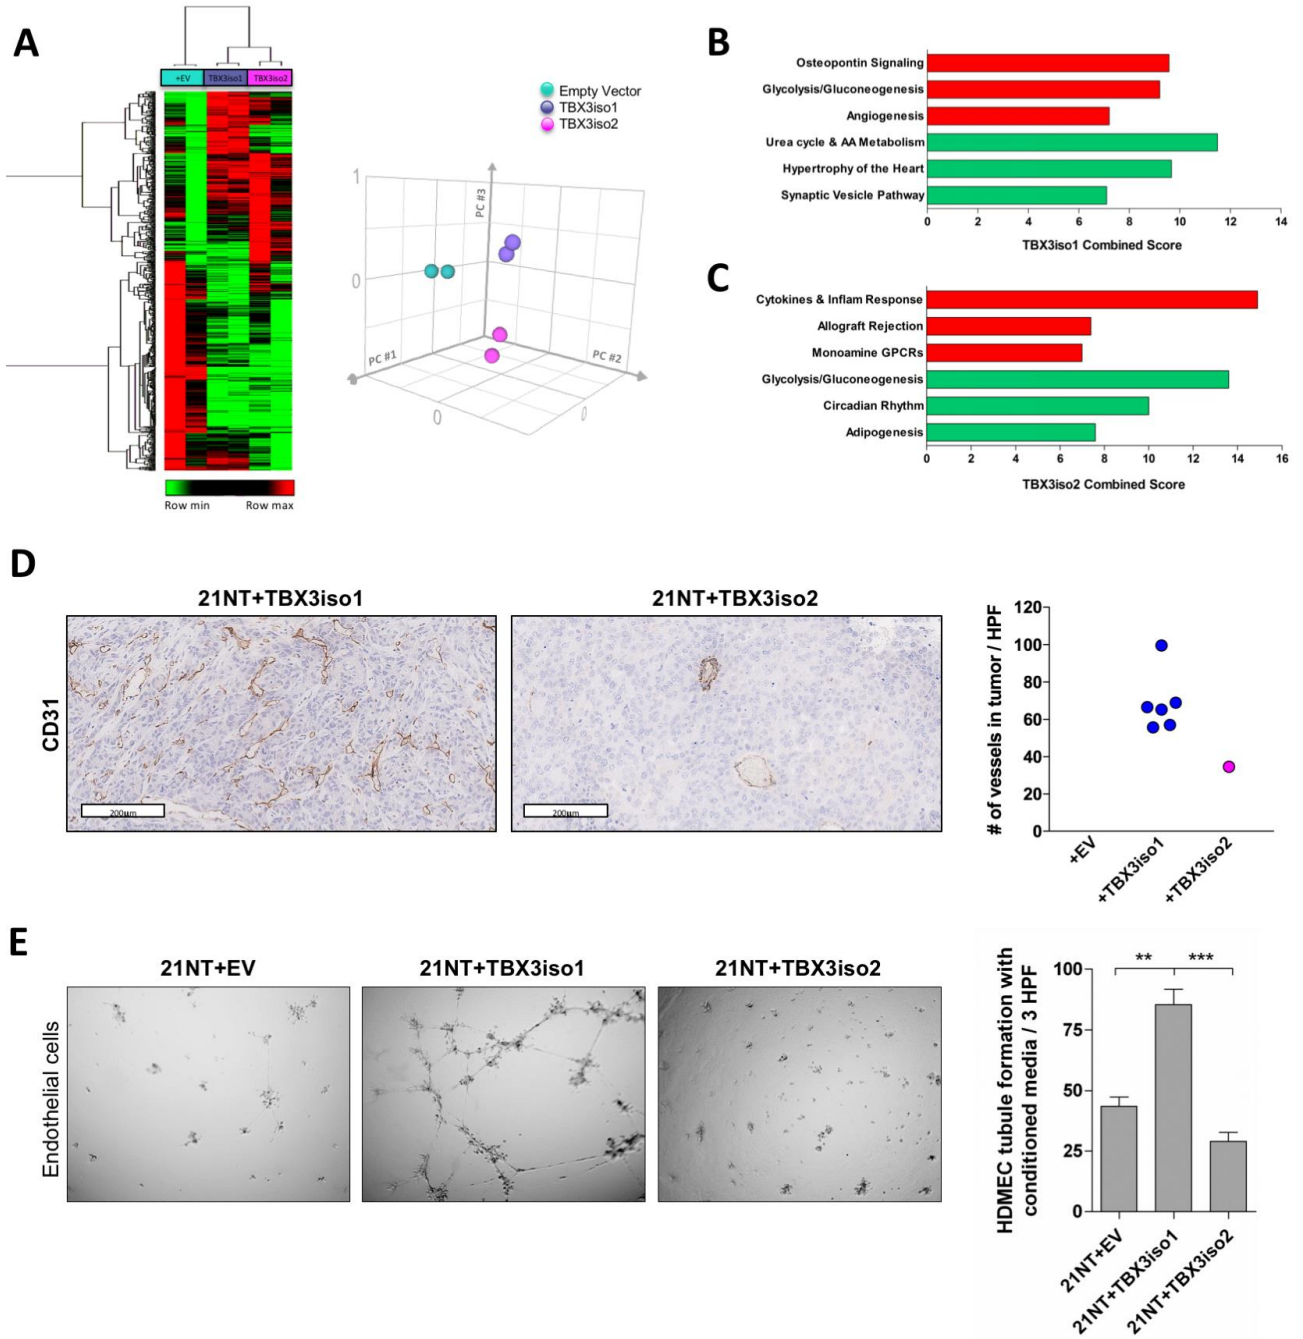 A
+EV TBX3iso1 TBX3iso2
Row min Row max
Empty Vector
TBX3iso1
TBX3iso2
1
0
PC #3
PC #1
PC #2
0
0
B
Osteopontin Signaling
Glycolysis/Gluconeogenesis
Angiogenesis
Urea cycle & AA Metabolism
Hypertrophy of the Heart
Synaptic Vesicle Pathway
0 2 4 6 8 10 12 14
TBX3iso1 Combined Score
C
Cytokines & Inflam Response
Allograft Rejection
Monoamine GPCRs
Glycolysis/Gluconeogenesis
Circadian Rhythm
Adipogenesis
0 2 4 6 8 10 12 14 16
TBX3iso2 Combined Score
D
21NT+TBX3iso1
21NT+TBX3iso2
CD31
200µm
200µm
# of vessels in tumor / HPF
120
100
80
60
40
20
0
+EV
+TBX3iso1
+TBX3iso2
E
21NT+EV
21NT+TBX3iso1
21NT+TBX3iso2
Endothelial cells
HDMEC tubule formation with
conditioned media / 3 HPF
** ***
100
75
50
25
0
21NT+EV
21NT+TBX3iso1
21NT+TBX3iso2